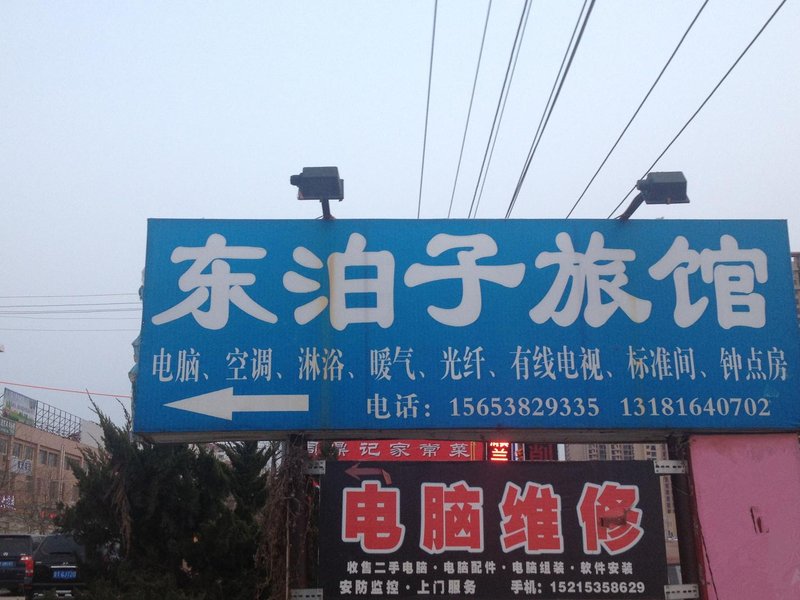 东泊子旅馆
电脑、空调、淋浴、暖气、光纤、有线电视、标准间、钟点房
电话：15653829335 13181640702
鼎记家常菜
电脑维修
收售二手电脑·电脑配件·电脑组装·软件安装
安防监控·上门服务 手机：15215358629